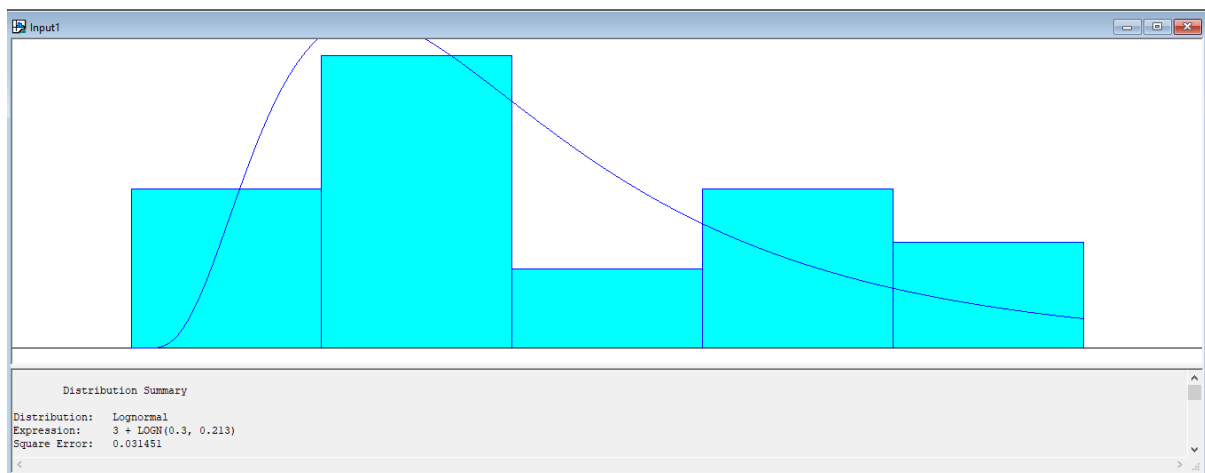 Input1
Distribution Summary
Distribution: Lognormal
Expression: 3 + LOGN(0.3, 0.213)
Square Error: 0.031451